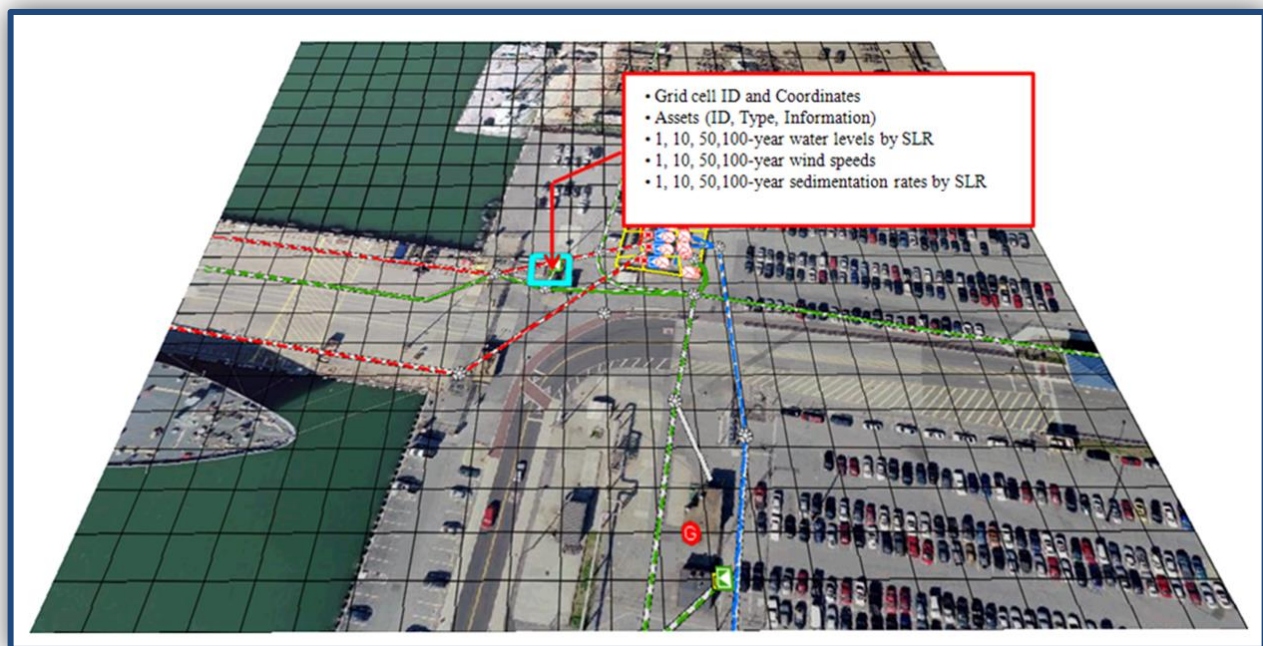 • Grid cell ID and Coordinates
• Assets (ID, Type, Information)
• 1, 10, 50,100-year water levels by SLR
• 1, 10, 50,100-year wind speeds
• 1, 10, 50,100-year sedimentation rates by SLR
G